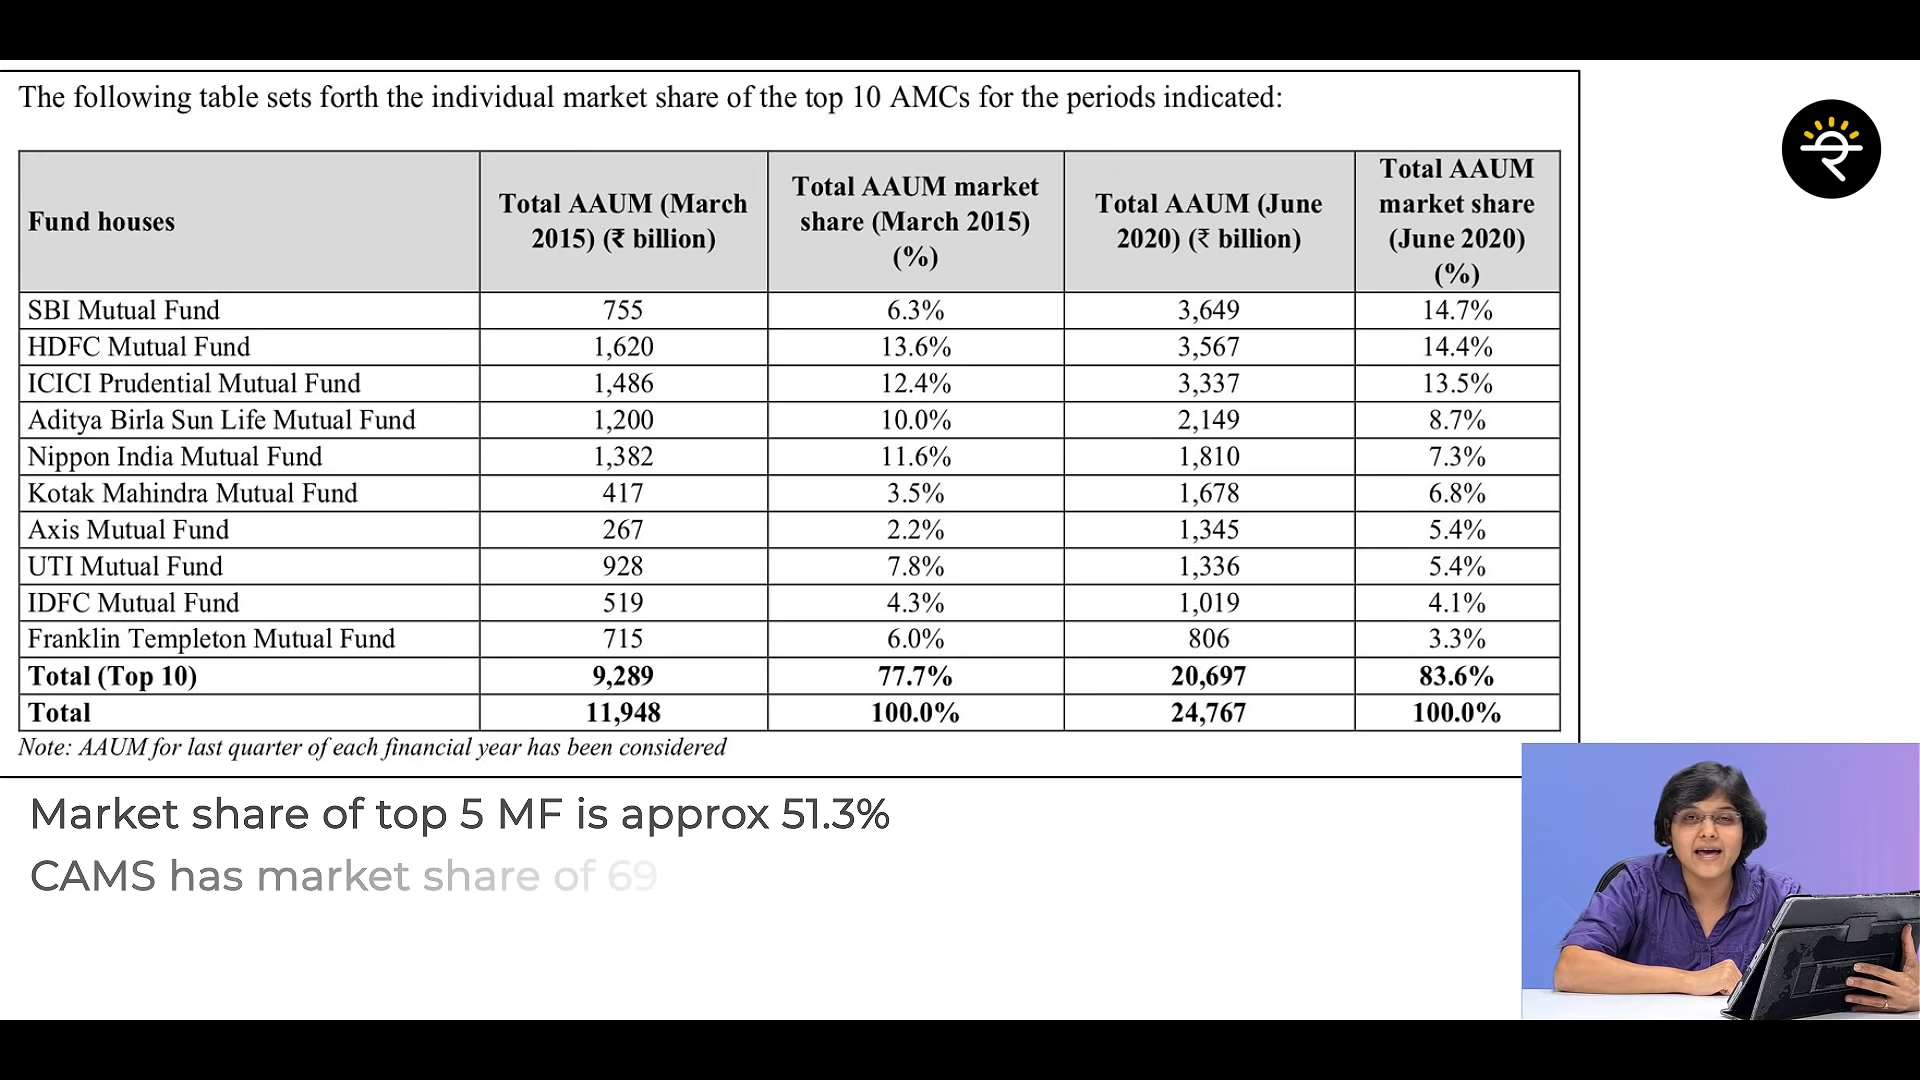 The following table sets forth the individual market share of the top 10 AMCs for the periods indicated:
Fund houses | Total AAUM (March 2015) (₹ billion) | Total AAUM market share (March 2015) (%) | Total AAUM (June 2020) (₹ billion) | Total AAUM market share (June 2020) (%)
SBI Mutual Fund | 755 | 6.3% | 3,649 | 14.7%
HDFC Mutual Fund | 1,620 | 13.6% | 3,567 | 14.4%
ICICI Prudential Mutual Fund | 1,486 | 12.4% | 3,337 | 13.5%
Aditya Birla Sun Life Mutual Fund | 1,200 | 10.0% | 2,149 | 8.7%
Nippon India Mutual Fund | 1,382 | 11.6% | 1,810 | 7.3%
Kotak Mahindra Mutual Fund | 417 | 3.5% | 1,678 | 6.8%
Axis Mutual Fund | 267 | 2.2% | 1,345 | 5.4%
UTI Mutual Fund | 928 | 7.8% | 1,336 | 5.4%
IDFC Mutual Fund | 519 | 4.3% | 1,019 | 4.1%
Franklin Templeton Mutual Fund | 715 | 6.0% | 806 | 3.3%
Total (Top 10) | 9,289 | 77.7% | 20,697 | 83.6%
Total | 11,948 | 100.0% | 24,767 | 100.0%
Note: AAUM for last quarter of each financial year has been considered
Market share of top 5 MF is approx 51.3%
CAMS has market share of 69